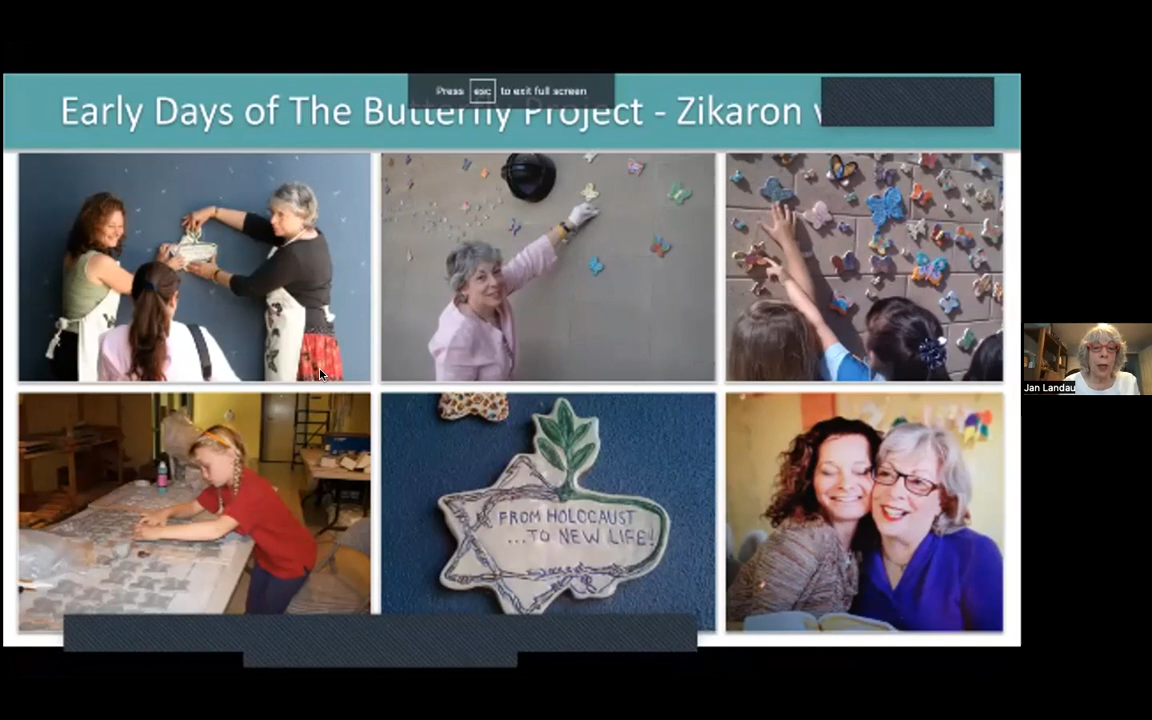 Press esc to exit full screen
Early Days of The Butterfly Project - Zikaron
FROM HOLOCAUST
...TO NEW LIFE!
Jan Landau